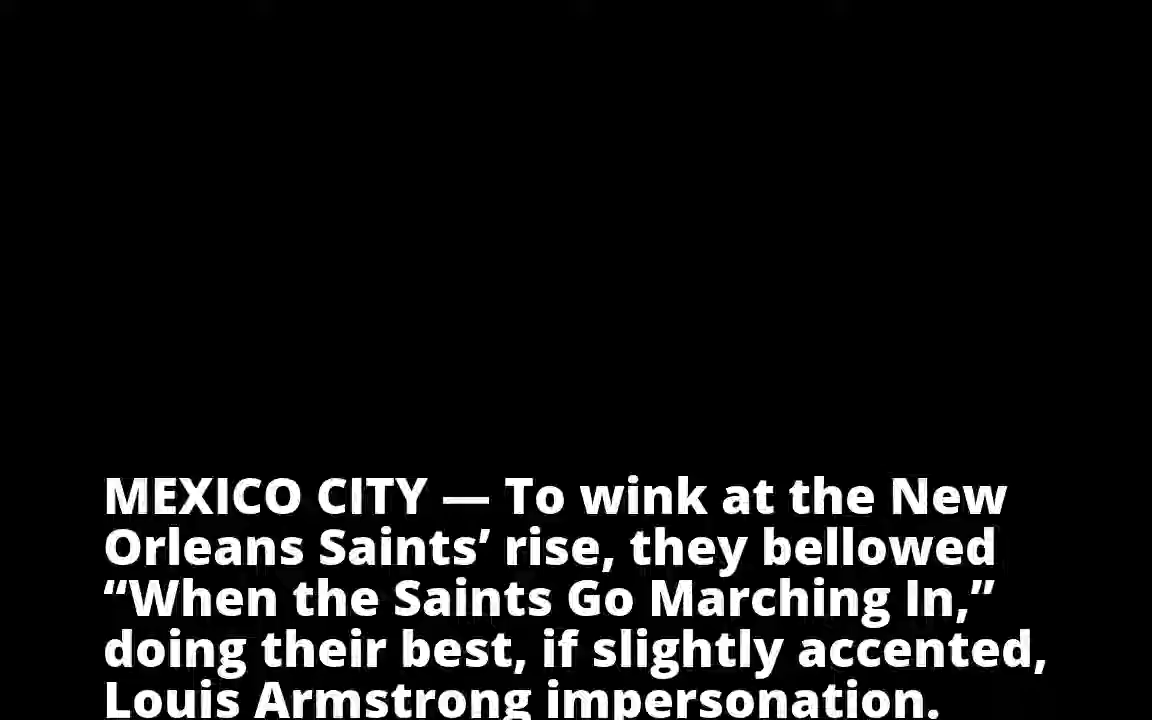 MEXICO CITY — To wink at the New
Orleans Saints’ rise, they bellowed
“When the Saints Go Marching In,”
doing their best, if slightly accented,
Louis Armstrong impersonation.